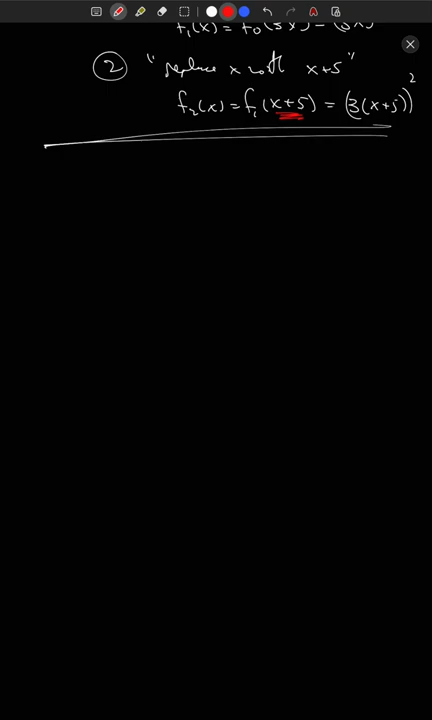 f₁(x) = f₀(3x) = (3x)
② "replace x with x+5"
f₂(x) = f₁(x+5) = (3(x+5))²